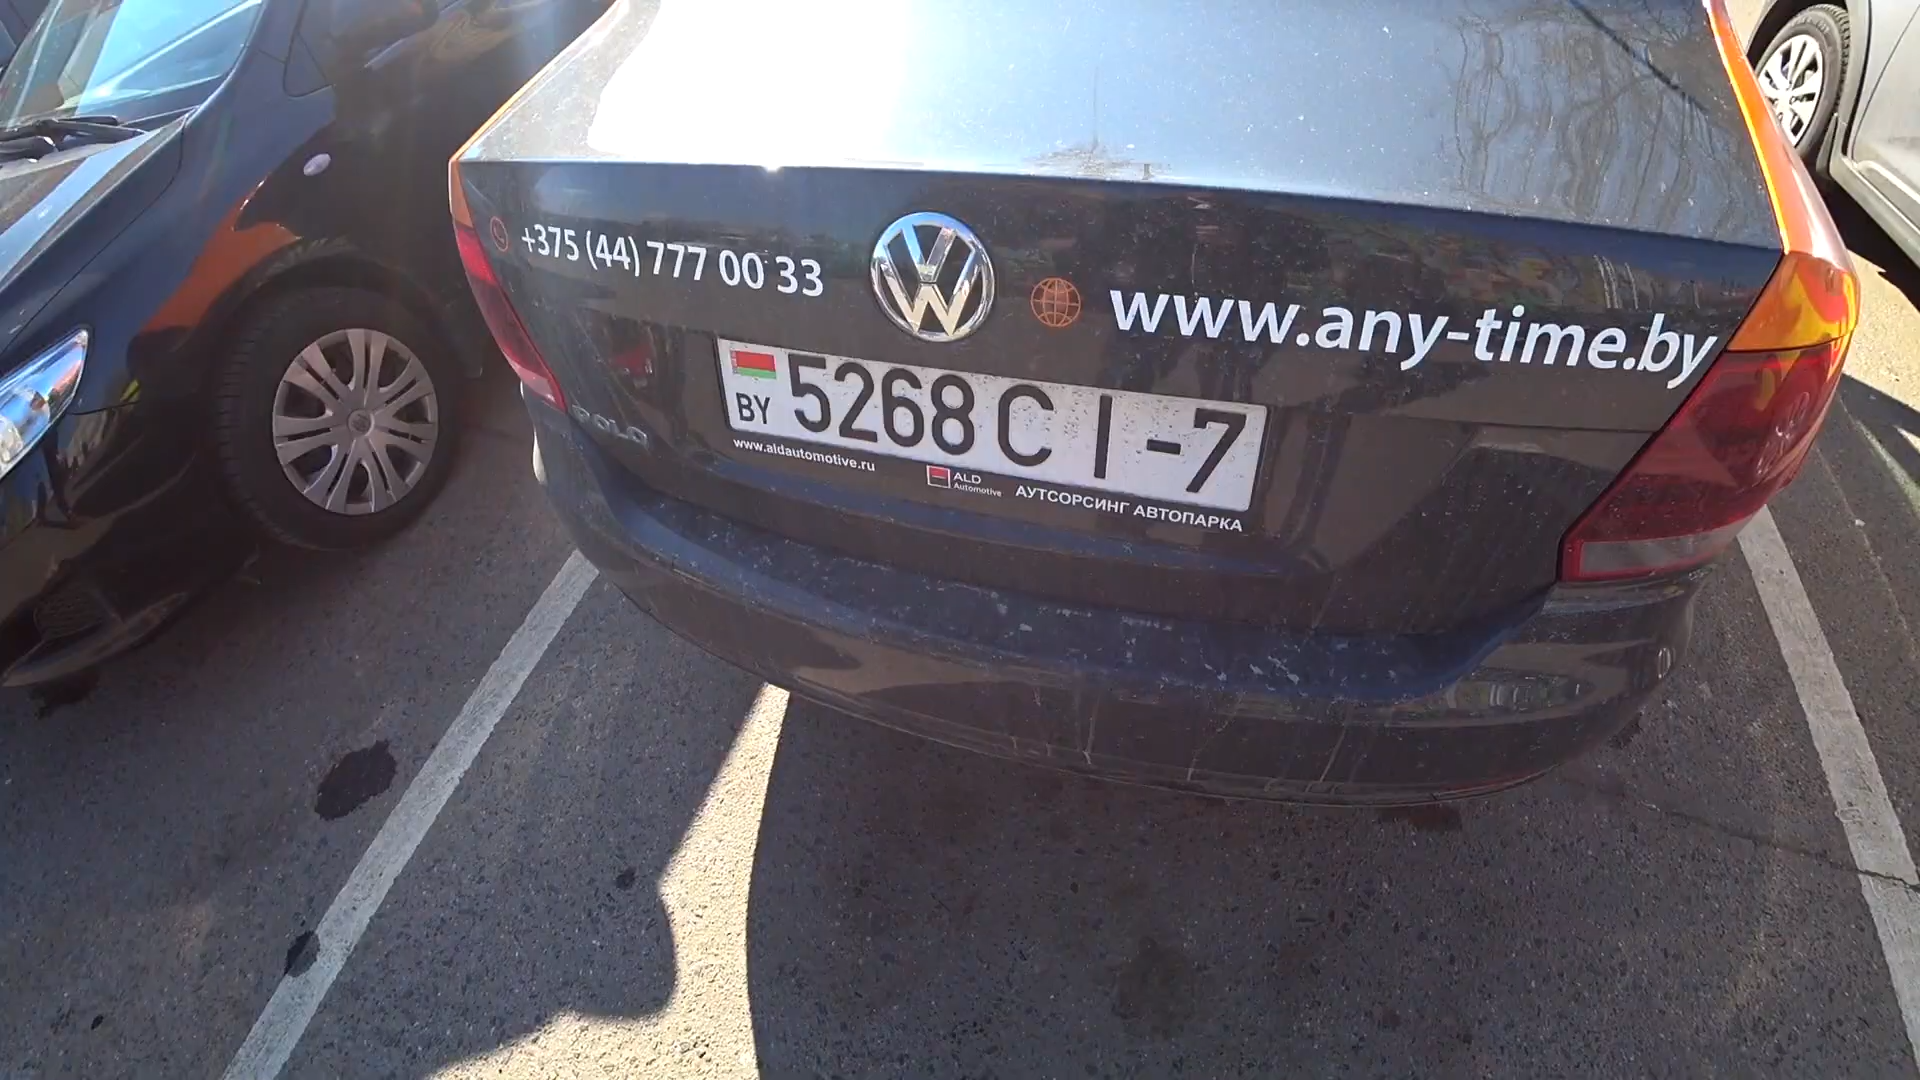 +375 (44) 777 00 33
www.any-time.by
BY 5268 CI-7
POLO
www.aldautomotive.ru
ALD
Automotive
АУТСОРСИНГ АВТОПАРКА